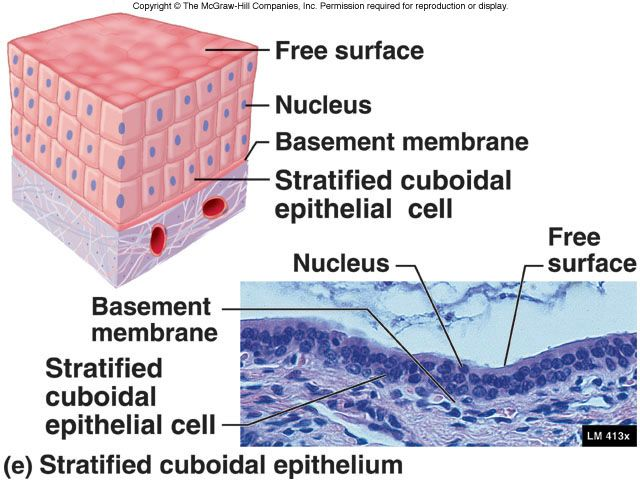 Copyright © The McGraw-Hill Companies, Inc. Permission required for reproduction or display.
Free surface
Nucleus
Basement membrane
Stratified cuboidal
epithelial cell
Free
surface
Nucleus
Basement
membrane
Stratified
cuboidal
epithelial cell
LM 413x
(e) Stratified cuboidal epithelium